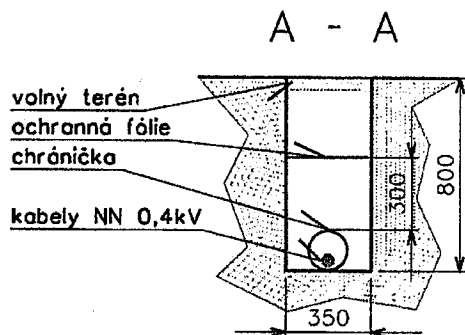 A - A
volný terén
ochranná fólie
chránička
kabely NN 0,4kV
300
800
350